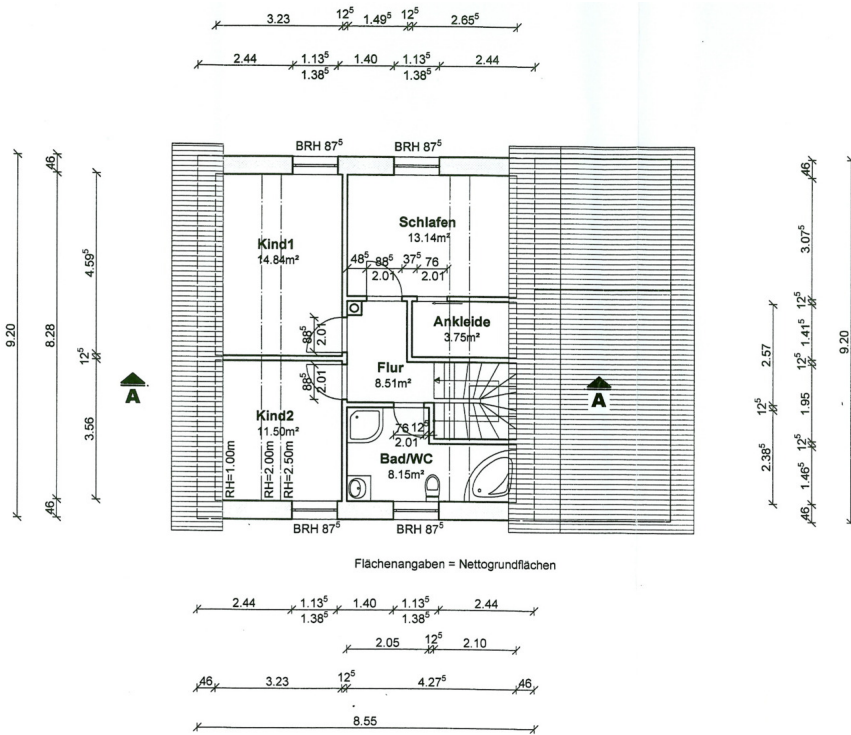 3.23 12⁵ 1.49⁵ 12⁵ 2.65⁵
2.44 1.13⁵ 1.40 1.13⁵ 2.44
1.38⁵ 1.38⁵
BRH 87⁵ BRH 87⁵
9.20
46
8.28
46
4.59⁵
12⁵
3.56
Kind1
14.84m²
Schlafen
13.14m²
48⁵ 88⁵ 37⁵ 76
2.01 2.01
Ankleide
3.75m²
88⁵
2.01
Flur
8.51m²
88⁵
2.01
Kind2
11.50m²
RH=1.00m
RH=2.00m
RH=2.50m
76 12⁵
2.01
Bad/WC
8.15m²
A
A
2.57
12⁵
2.38⁵
46
3.07⁵
12⁵
1.41⁵
12⁵
1.95
12⁵
1.46⁵
46
9.20
BRH 87⁵ BRH 87⁵
Flächenangaben = Nettogrundflächen
2.44 1.13⁵ 1.40 1.13⁵ 2.44
1.38⁵ 1.38⁵
2.05 12⁵ 2.10
46 3.23 12⁵ 4.27⁵ 46
8.55